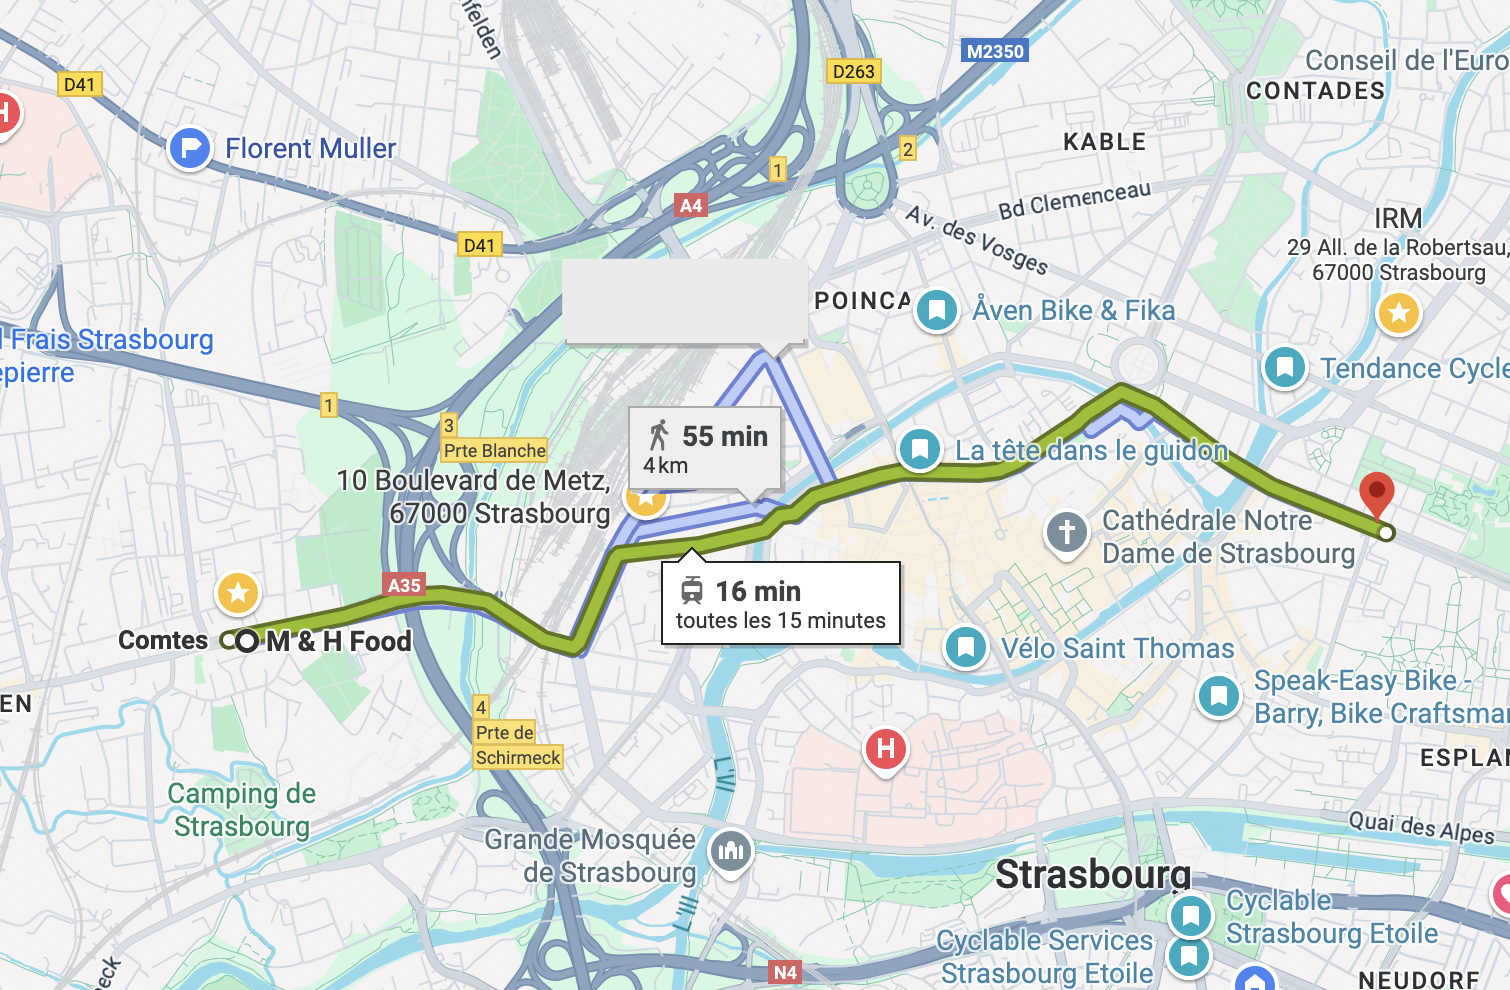 nfelden
M2350
Conseil de l'Euro
D263
D41
CONTADES
H
KABLE
Florent Muller
2
1
Bd Clemenceau
A4
Av. des Vosges
IRM
29 All. de la Robertsau,
67000 Strasbourg
D41
POINCA
Åven Bike & Fika
l Frais Strasbourg
epierre
Tendance Cycle
1
3
Prte Blanche
55 min
4 km
La tête dans le guidon
10 Boulevard de Metz,
67000 Strasbourg
Cathédrale Notre
Dame de Strasbourg
A35
16 min
toutes les 15 minutes
Comtes
M & H Food
Vélo Saint Thomas
Speak-Easy Bike -
Barry, Bike Craftsman
EN
4
Prte de
Schirmeck
H
ESPLAN
L'Ill
Camping de
Strasbourg
Quai des Alpes
Grande Mosquée
de Strasbourg
Strasbourg
Cyclable
Strasbourg Etoile
L'Ill
Cyclable Services
Strasbourg Etoile
eck
N4
NEUDORF